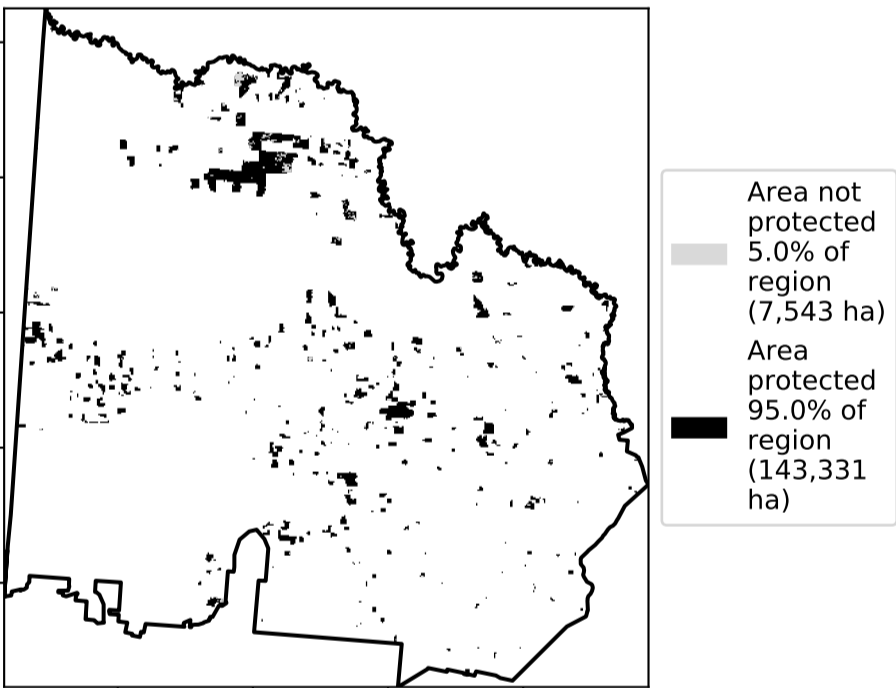 Area not
protected
5.0% of
region
(7,543 ha)
Area
protected
95.0% of
region
(143,331
ha)